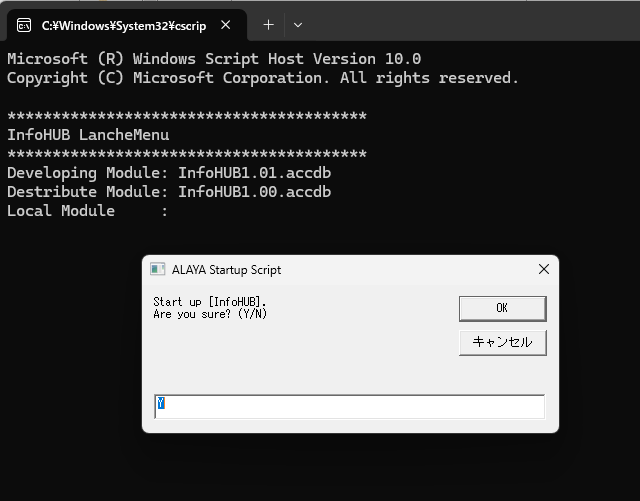 C:¥Windows¥System32¥cscrip
Microsoft (R) Windows Script Host Version 10.0
Copyright (C) Microsoft Corporation. All rights reserved.
****************************************
InfoHUB LancheMenu
****************************************
Developing Module: InfoHUB1.01.accdb
Destribute Module: InfoHUB1.00.accdb
Local Module     :
ALAYA Startup Script
Start up [InfoHUB].
Are you sure? (Y/N)
OK
キャンセル
Y